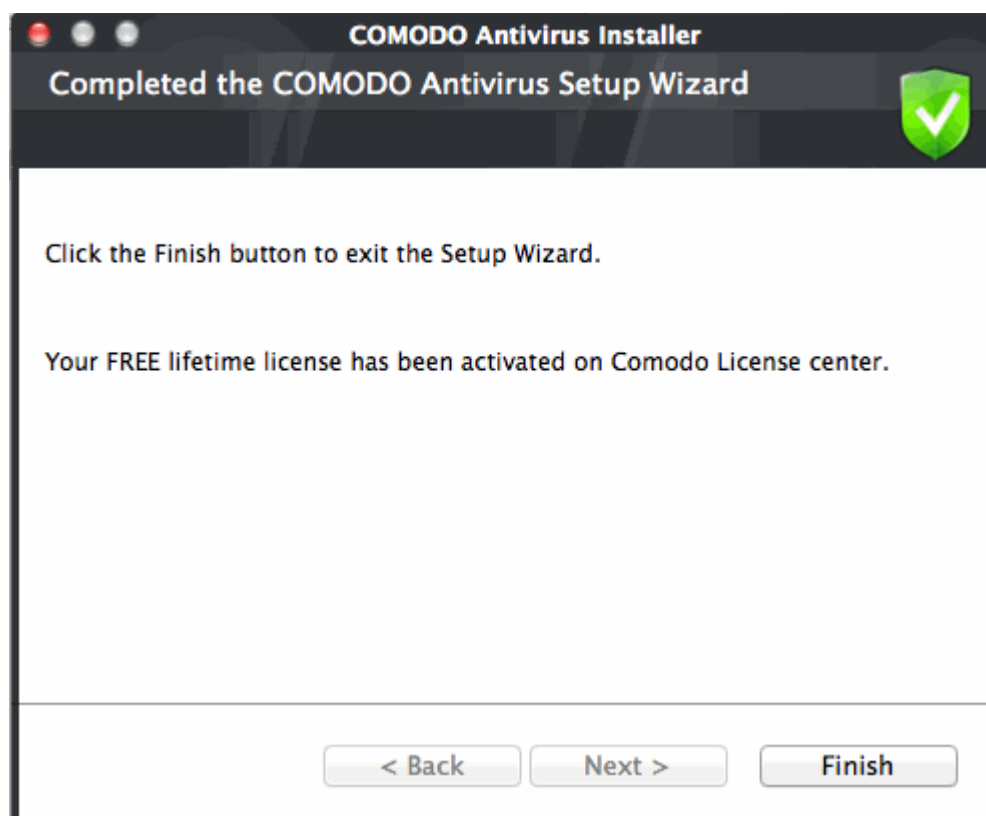 COMODO Antivirus Installer
Completed the COMODO Antivirus Setup Wizard
Click the Finish button to exit the Setup Wizard.
Your FREE lifetime license has been activated on Comodo License center.
< Back Next > Finish